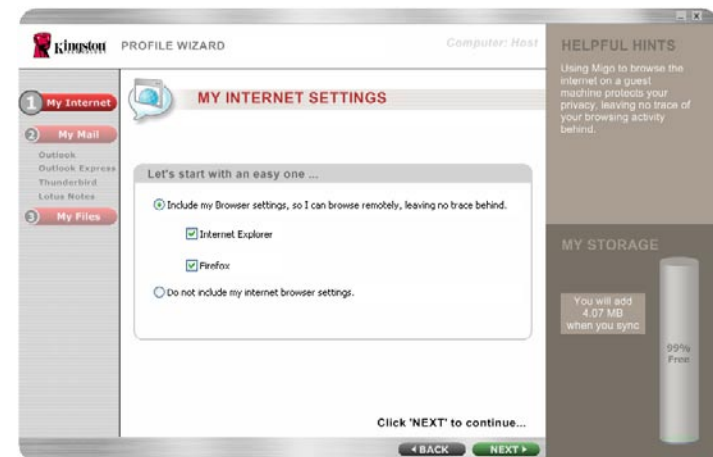 Kingston
TECHNOLOGY
PROFILE WIZARD
Computer: Host
1 My Internet
2 My Mail
Outlook
Outlook Express
Thunderbird
Lotus Notes
3 My Files
MY INTERNET SETTINGS
Let's start with an easy one ...
Include my Browser settings, so I can browse remotely, leaving no trace behind.
Internet Explorer
Firefox
Do not include my internet browser settings.
Click 'NEXT' to continue...
BACK
NEXT
HELPFUL HINTS
Using Migo to browse the
internet on a guest
machine protects your
privacy, leaving no trace of
your browsing activity
behind.
MY STORAGE
You will add
4.07 MB
when you sync
99%
Free